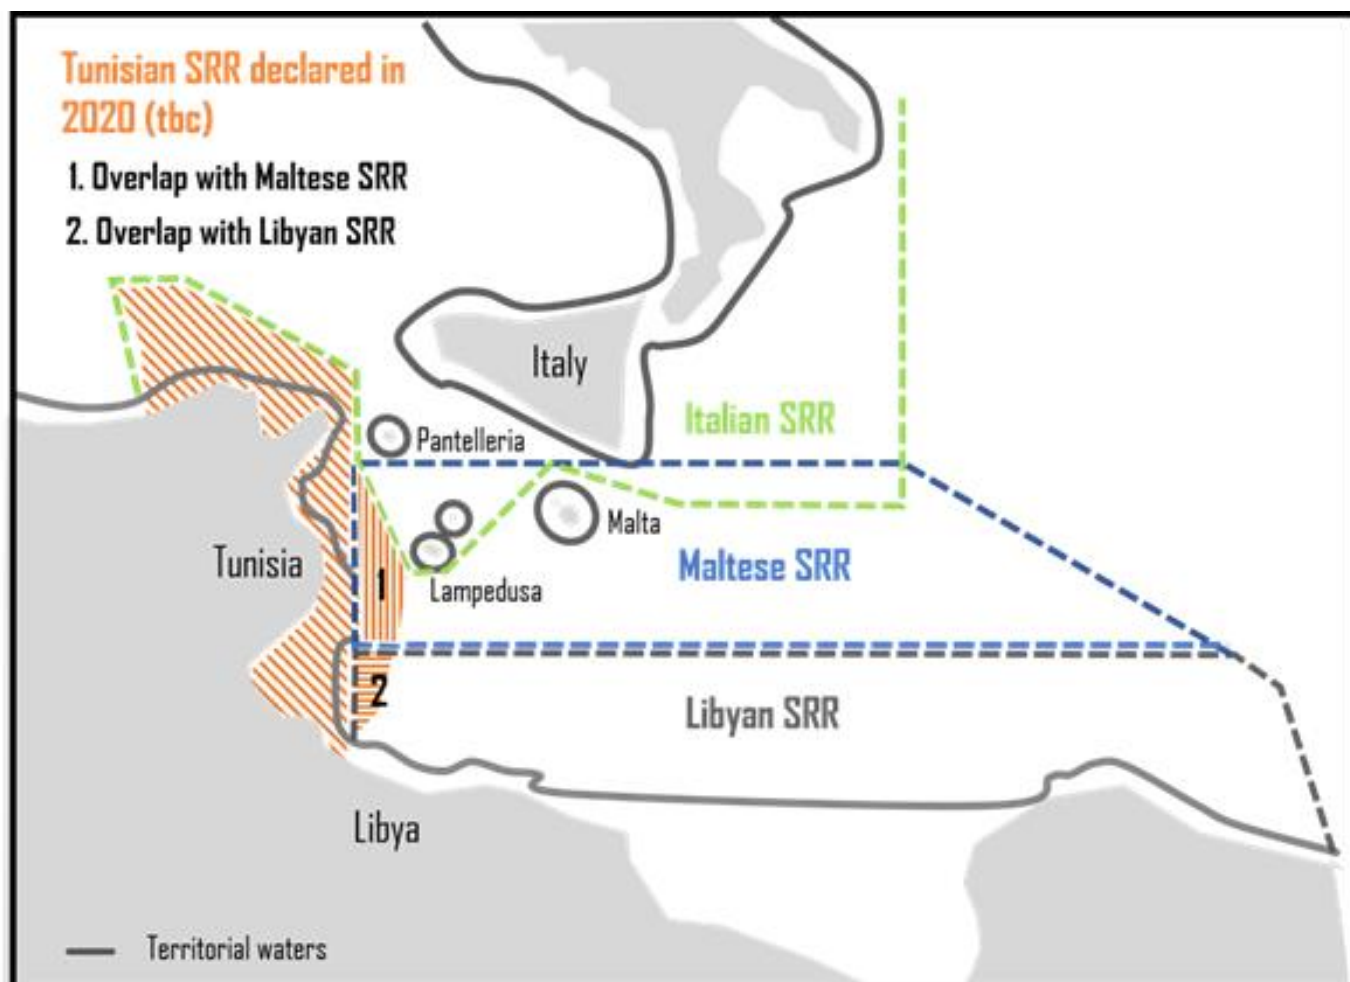 Tunisian SRR declared in
2020 (tbc)
1. Overlap with Maltese SRR
2. Overlap with Libyan SRR
Italy
Italian SRR
Pantelleria
Malta
Tunisia
1
Maltese SRR
Lampedusa
2
Libyan SRR
Libya
Territorial waters